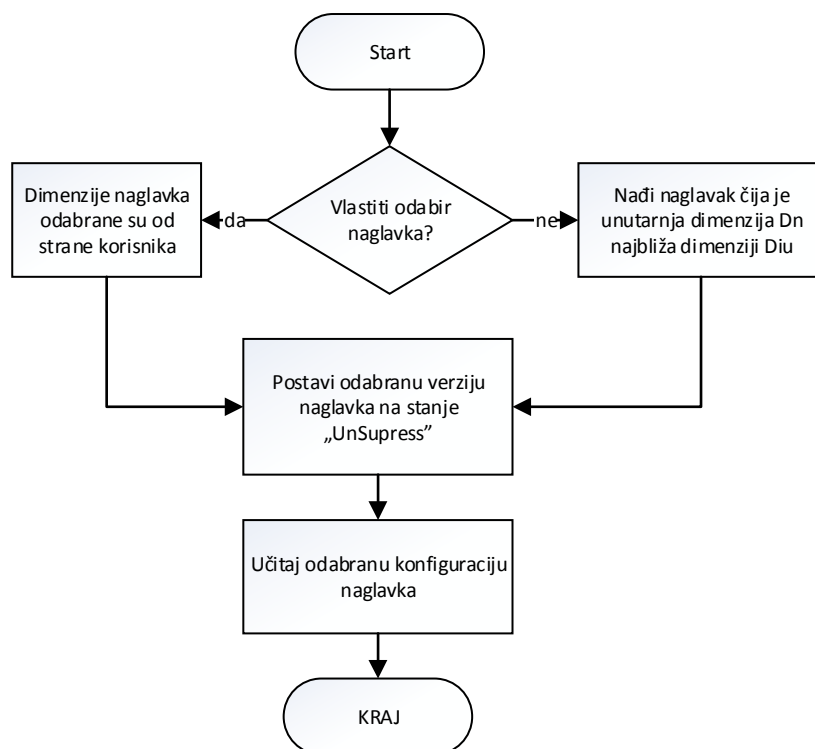 Start
Vlastiti odabir
naglavka?
da
ne
Dimenzije naglavka
odabrane su od
strane korisnika
Nađi naglavak čija je
unutarnja dimenzija Dn
najbliža dimenziji Diu
Postavi odabranu verziju
naglavka na stanje
„UnSupress”
Učitaj odabranu konfiguraciju
naglavka
KRAJ